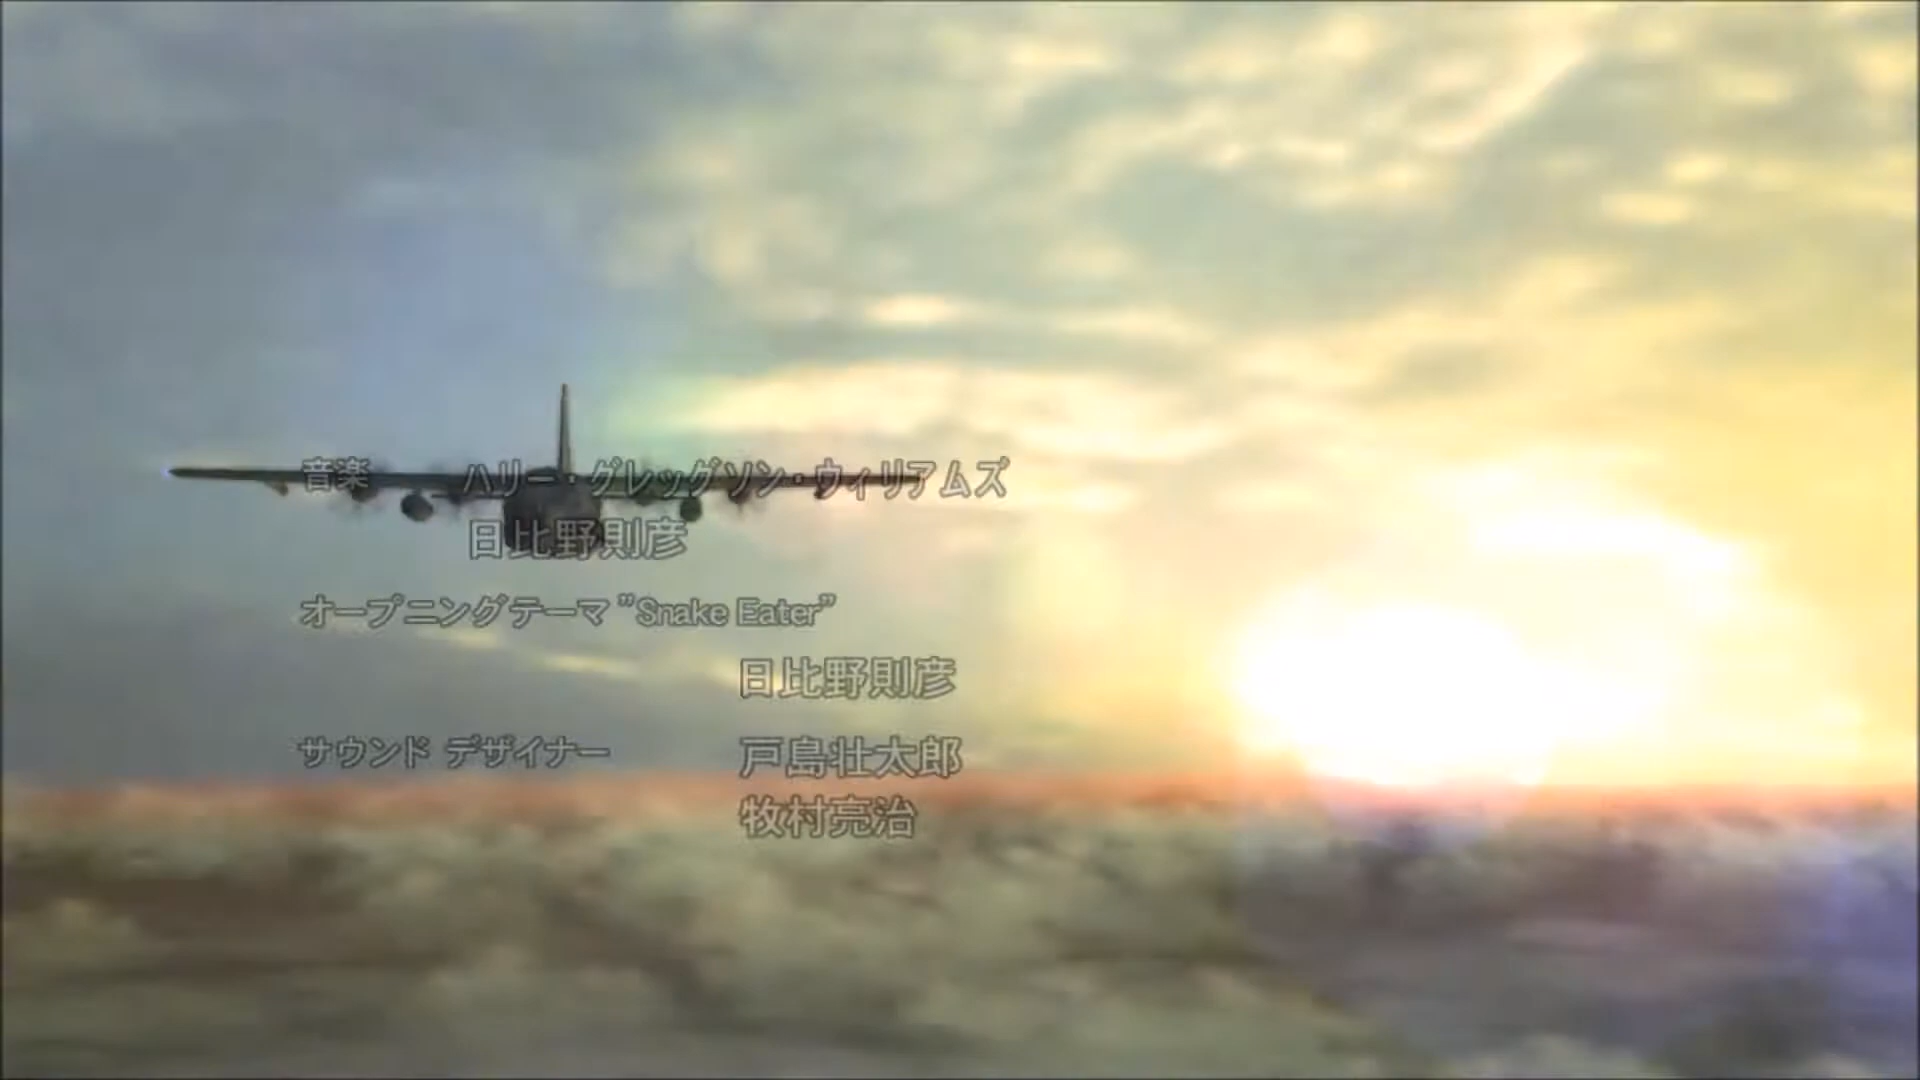 音楽 ハリー・グレッグソン・ウィリアムズ
日比野則彦
オープニングテーマ ”Snake Eater”
日比野則彦
サウンド デザイナー 戸島壮太郎
牧村亮治